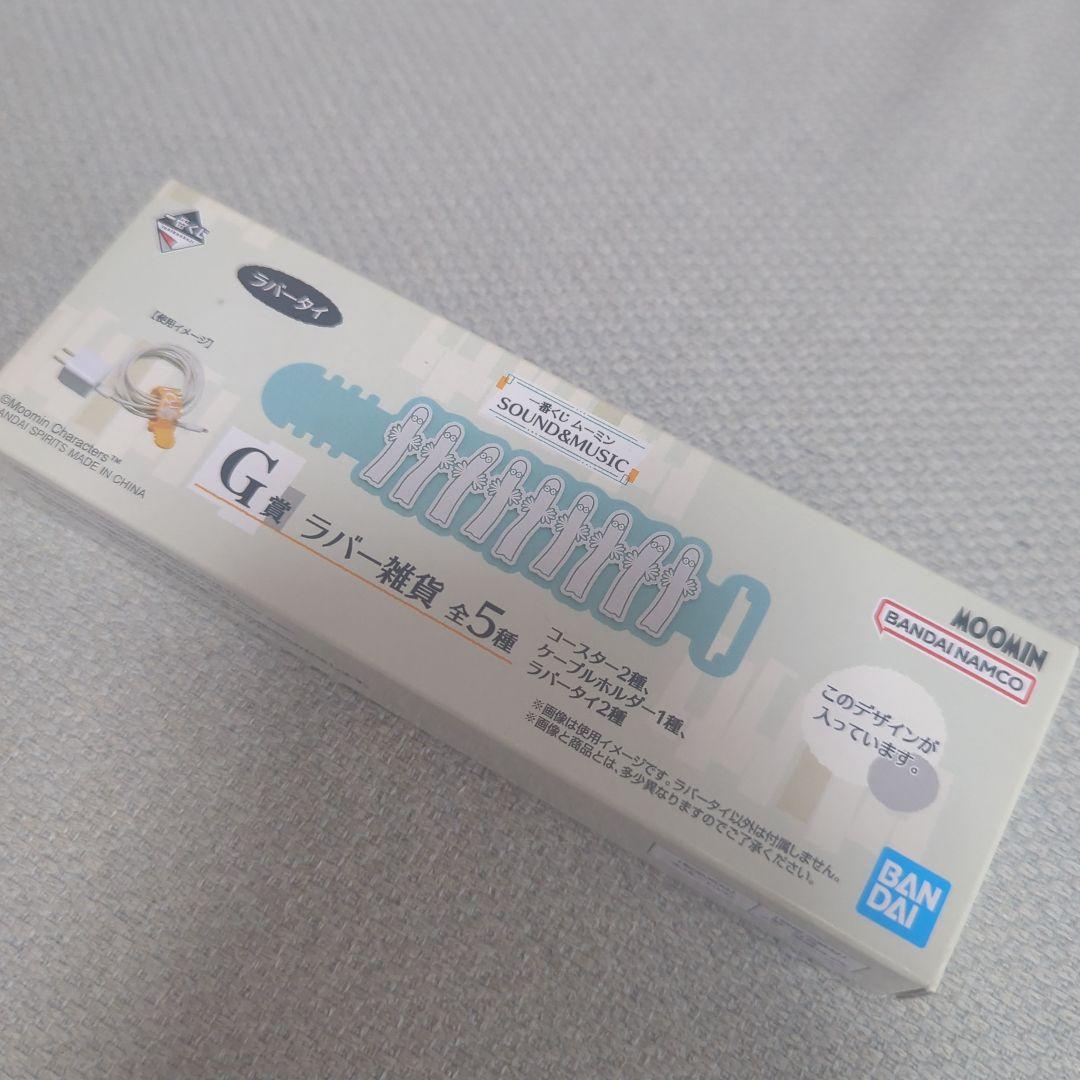 一番くじ
ラバータイ
【使用イメージ】
©Moomin Characters™
BANDAI SPIRITS MADE IN CHINA
一番くじ ムーミン
SOUND&MUSIC
G賞 ラバー雑貨 全5種
コースター2種、
ケーブルホルダー1種、
ラバータイ2種
※画像は使用イメージです。ラバータイ以外は付属しません。
※画像と商品とは、多少異なりますのでご了承ください。
MOOMIN
BANDAI NAMCO
このデザインが
入っています。
BAN
DAI